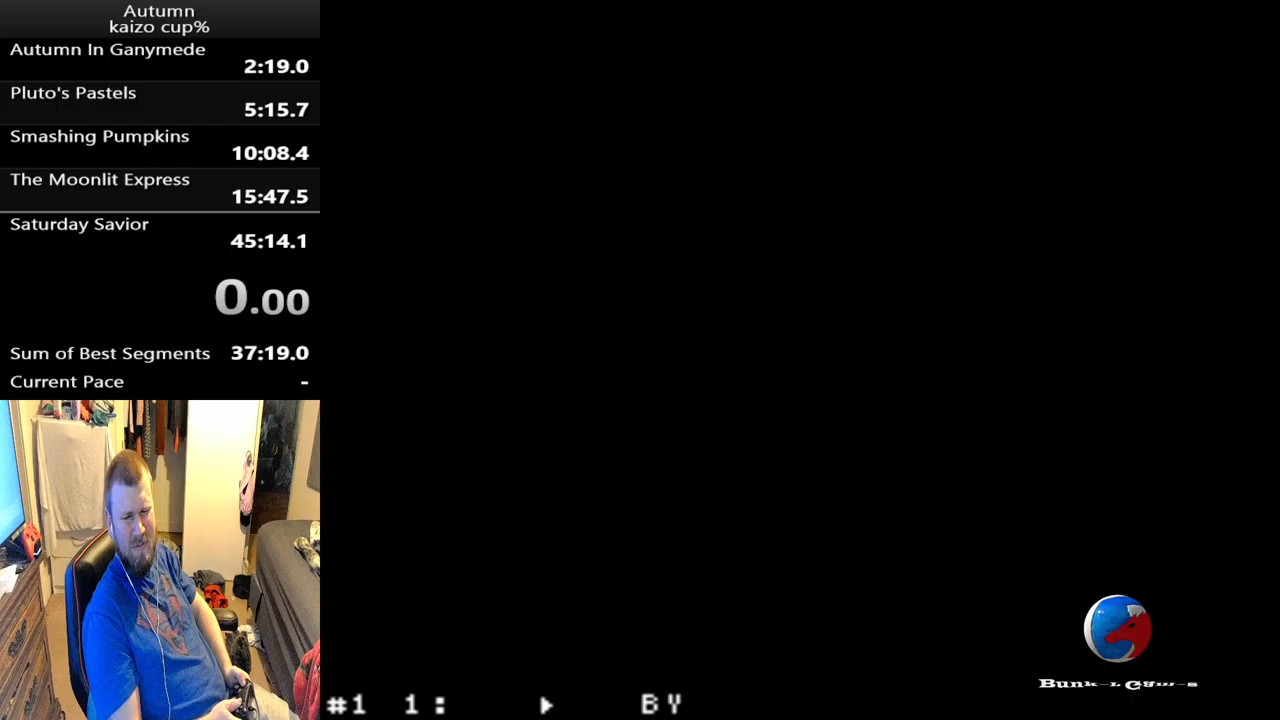 Autumn
kaizo cup%
Autumn In Ganymede
2:19.0
Pluto's Pastels
5:15.7
Smashing Pumpkins
10:08.4
The Moonlit Express
15:47.5
Saturday Savior
45:14.1
0.00
Sum of Best Segments 37:19.0
Current Pace -
#1 1: ▶ B Y